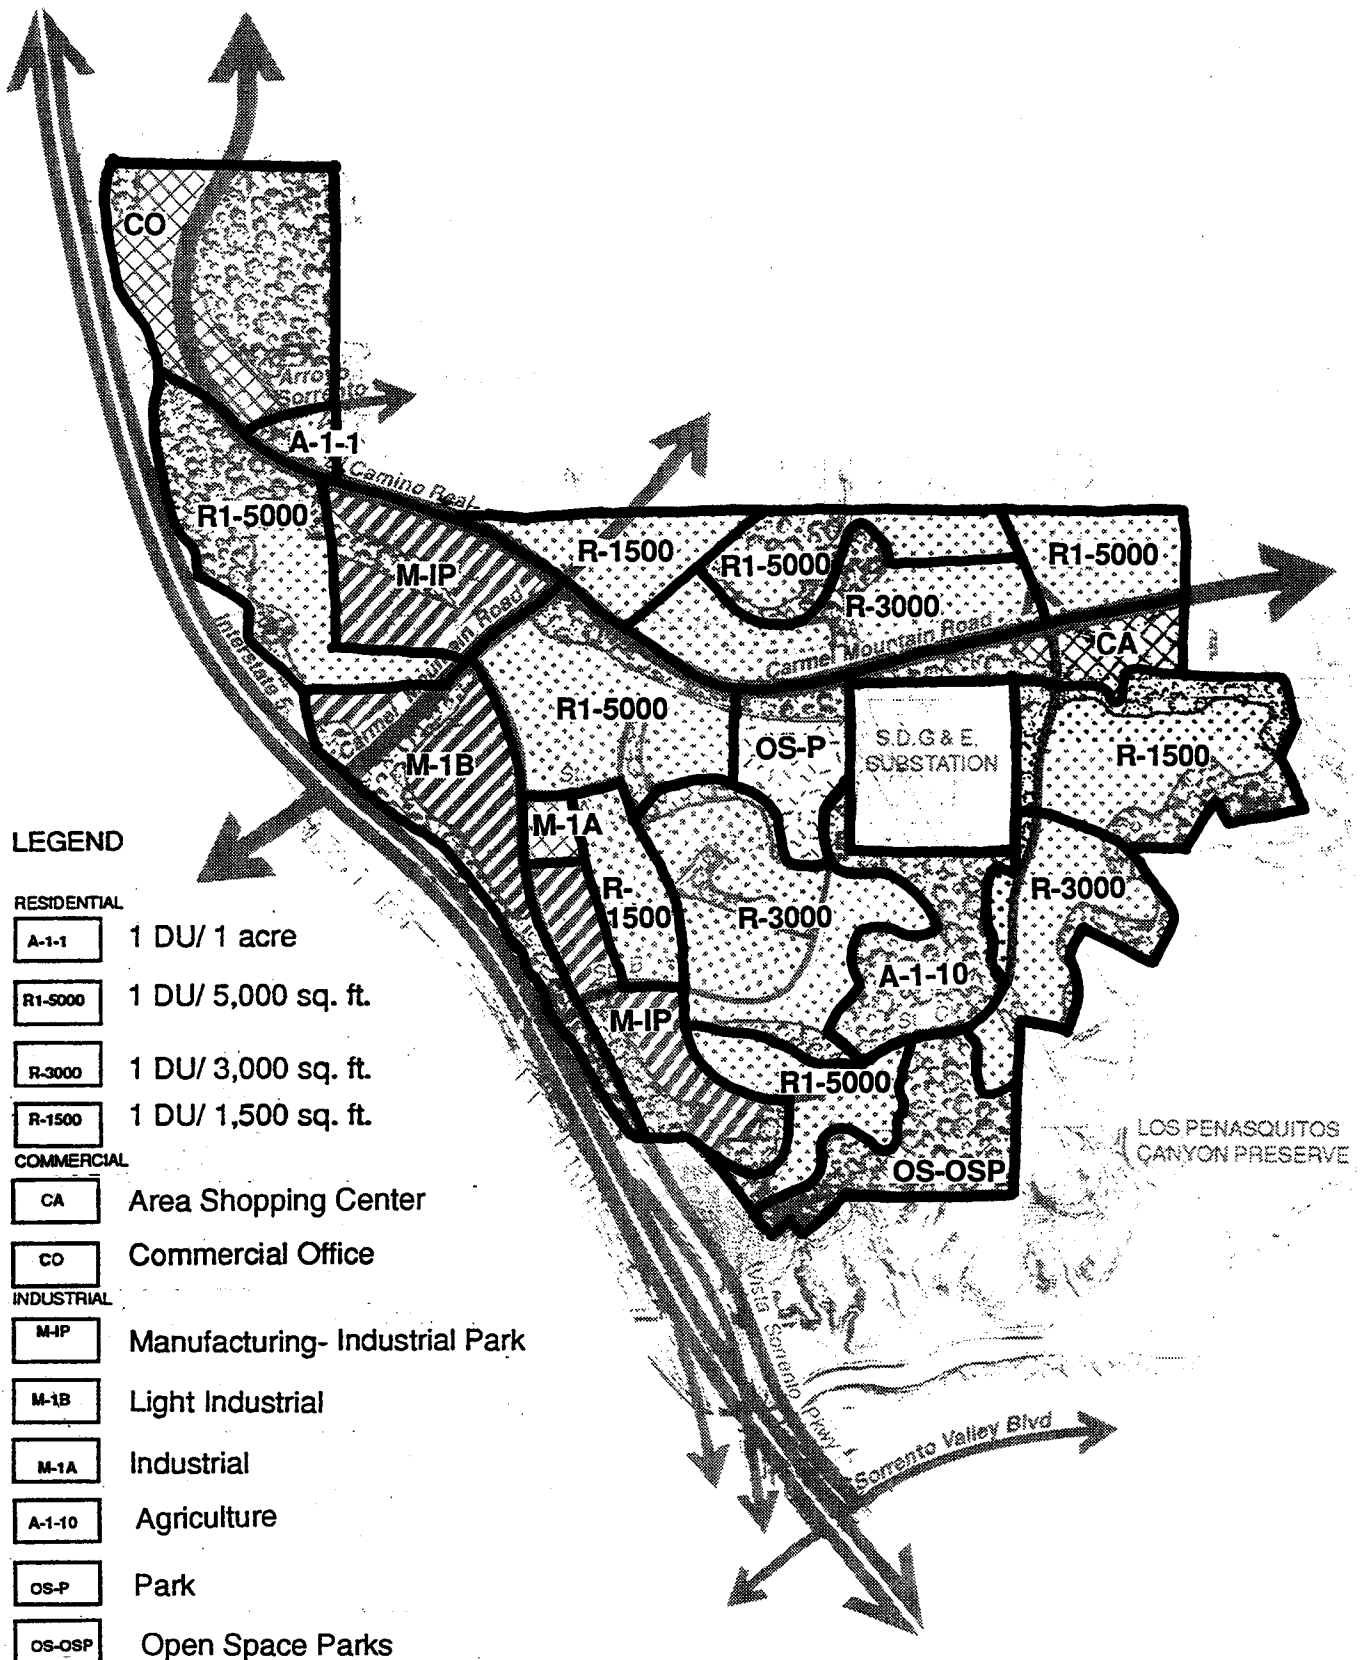 CO
Arroyo
Sorrento
A-1-1
Camino Real
R1-5000
M-IP
R-1500
R1-5000
R1-5000
R-3000
Carmel Mountain Road
CA
Interstate 5
Carmel Mountain Road
R1-5000
OS-P
S.D.G & E.
SUBSTATION
R-1500
M-1B
St.
M-1A
R-
1500
R-3000
R-3000
A-1-10
St. B
St. C
M-IP
R1-5000
OS-OSP
LOS PENASQUITOS
CANYON PRESERVE
Vista Sorrento Pkwy
Sorrento Valley Blvd
LEGEND
RESIDENTIAL
A-1-1 1 DU/ 1 acre
R1-5000 1 DU/ 5,000 sq. ft.
R-3000 1 DU/ 3,000 sq. ft.
R-1500 1 DU/ 1,500 sq. ft.
COMMERCIAL
CA Area Shopping Center
CO Commercial Office
INDUSTRIAL
M-IP Manufacturing- Industrial Park
M-1B Light Industrial
M-1A Industrial
A-1-10 Agriculture
OS-P Park
OS-OSP Open Space Parks